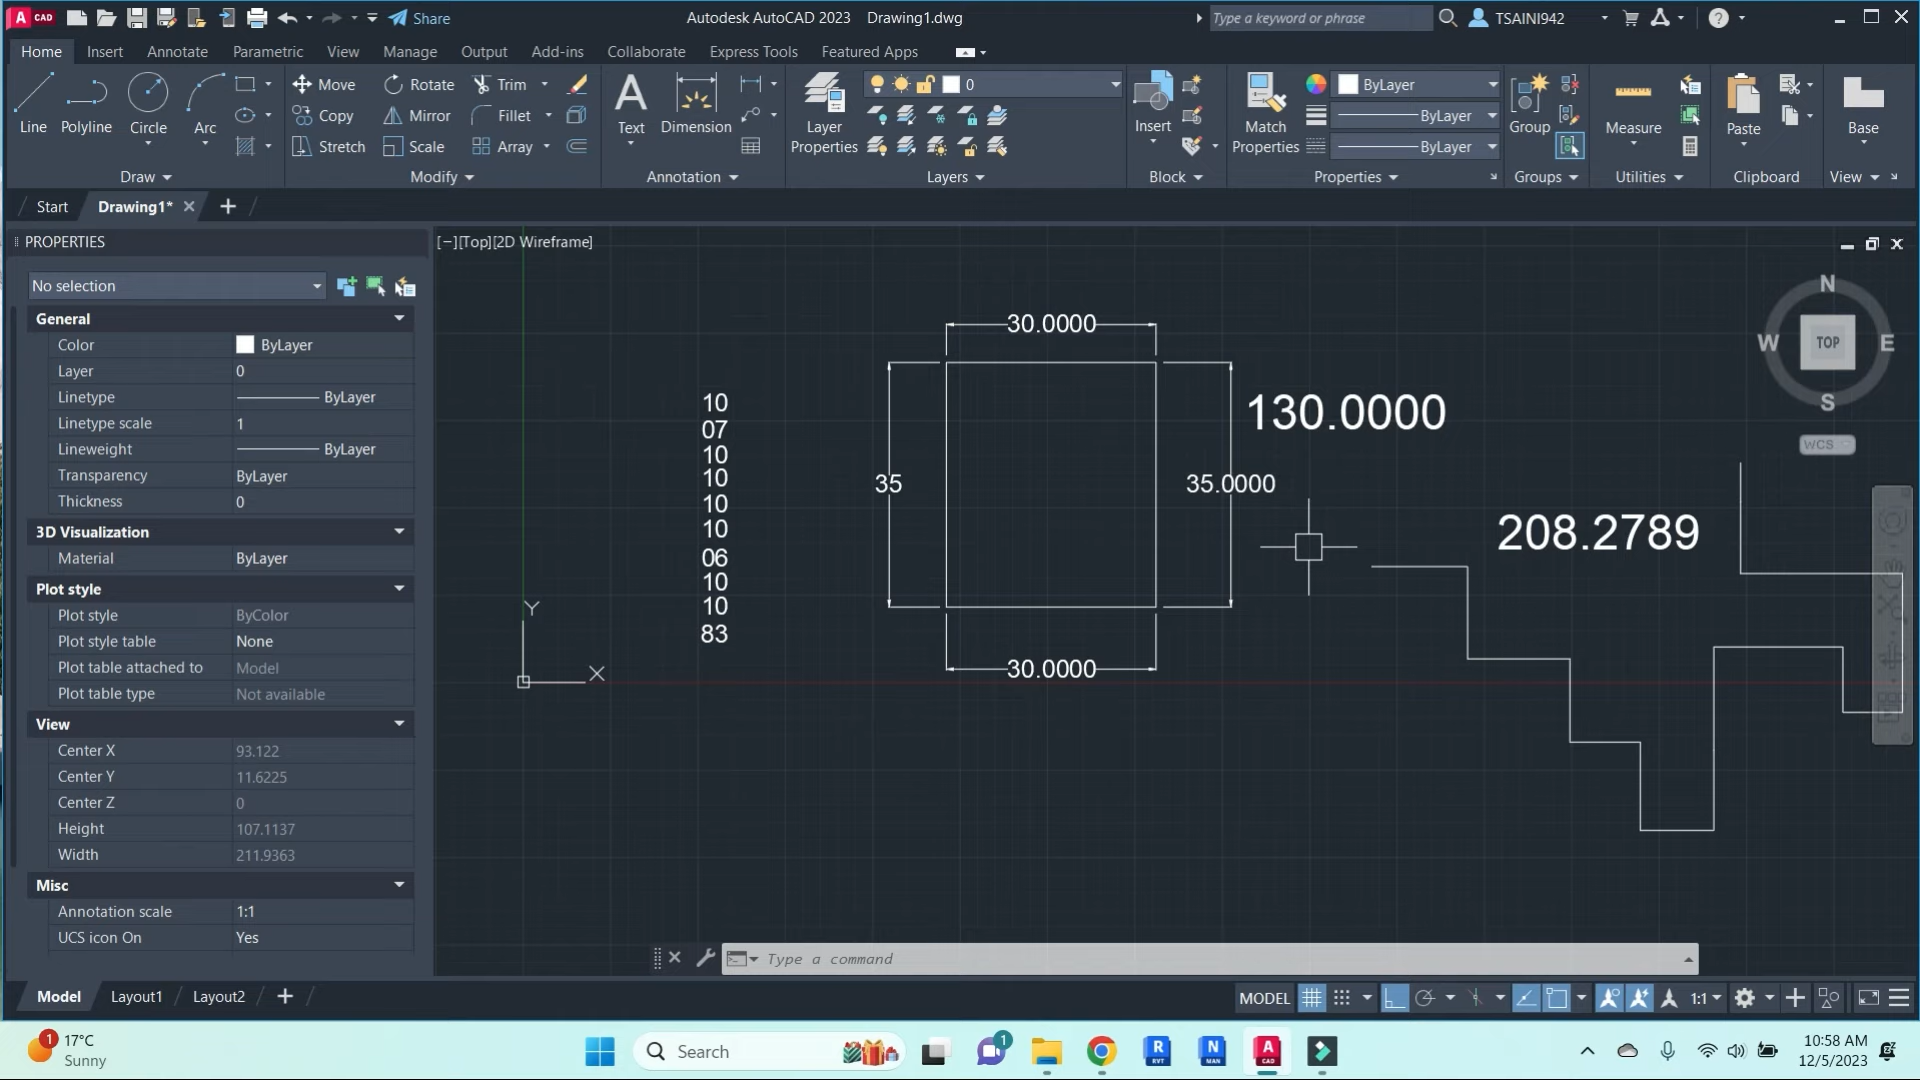 A CAD Share Autodesk AutoCAD 2023 Drawing1.dwg Type a keyword or phrase TSAINI942
Home Insert Annotate Parametric View Manage Output Add-ins Collaborate Express Tools Featured Apps
Line Polyline Circle Arc
Move Rotate Trim
Copy Mirror Fillet
Stretch Scale Array
Text Dimension
Layer Properties
0
Insert
Match Properties
ByLayer
ByLayer
ByLayer
Group Measure Paste Base
Draw Modify Annotation Layers Block Properties Groups Utilities Clipboard View
Start Drawing1* +
PROPERTIES
No selection
General
Color ByLayer
Layer 0
Linetype ByLayer
Linetype scale 1
Lineweight ByLayer
Transparency ByLayer
Thickness 0
3D Visualization
Material ByLayer
Plot style
Plot style ByColor
Plot style table None
Plot table attached to Model
Plot table type Not available
View
Center X 93.122
Center Y 11.6225
Center Z 0
Height 107.1137
Width 211.9363
Misc
Annotation scale 1:1
UCS icon On Yes
[−][Top][2D Wireframe]
10
07
10
10
10
10
06
10
10
83
30.0000
35
35.0000
30.0000
130.0000
208.2789
Y
X
N
W TOP E
S
WCS
Type a command
Model Layout1 Layout2 +
MODEL 1:1
1 17°C
Sunny
Search
1
R RVT
N MAN
A CAD
10:58 AM
12/5/2023